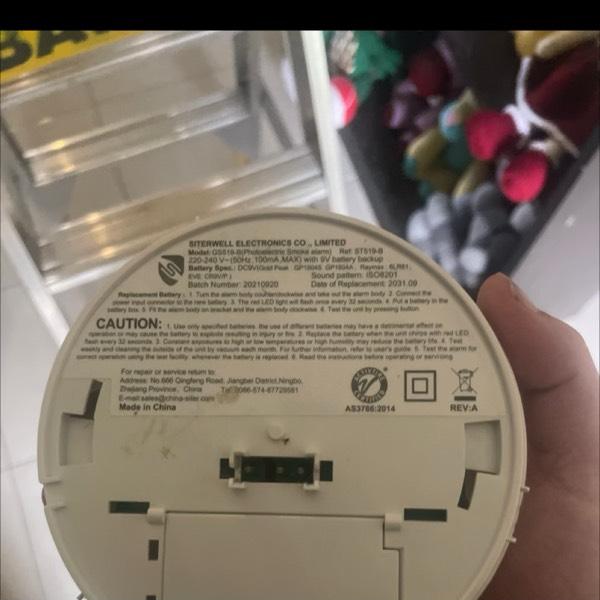 BA
SITERWELL ELECTRONICS CO ., LIMITED
Model: GS519-B(Photoelectric Smoke alarm) Ref: ST519-B
220-240 V~(50Hz ,100mA,MAX) with 9V battery backup
Battery Spec.: DC9V(Gold Peak : GP1604S, GP1604A ; Raymax : 6LR61;
EVE: CR9V/P.) Sound pattern: ISO8201
Batch Number: 20210920 Date of Replacement: 2031.09
Replacement Battery : 1. Turn the alarm body counterclockwise and take out the alarm body. 2. Connect the
power input connector to the new battery. 3. The red LED light will flash once every 32 seconds. 4. Put a battery in the
battery box. 5. Fit the alarm body on bracket and the alarm body clockwise. 6. Test the unit by pressing button.
CAUTION: 1. Use only specified batteries. the use of different batteries may have a detrimental effect on
operation or may cause the battery to explode resulting in injury or fire. 2. Replace the battery when the unit chirps with red LED
flash every 32 seconds. 3. Constant exposures to high or low temperatures or high humidity may reduce the battery life. 4. Test
weekly and cleaning the outside of the unit by vacuum each month. For further information, refer to user's guide. 5. Test the alarm for
correct operation using the test facility. whenever the battery is replaced. 6. Read the instructions before operating or servicing.
For repair or service return to:
Address: No.666 Qingfeng Road, Jiangbei District,Ningbo,
Zhejiang Province, China Tel: 0086-574-87729581
E-mail:sales@china-siter.com
Made in China AS3786:2014 REV:A